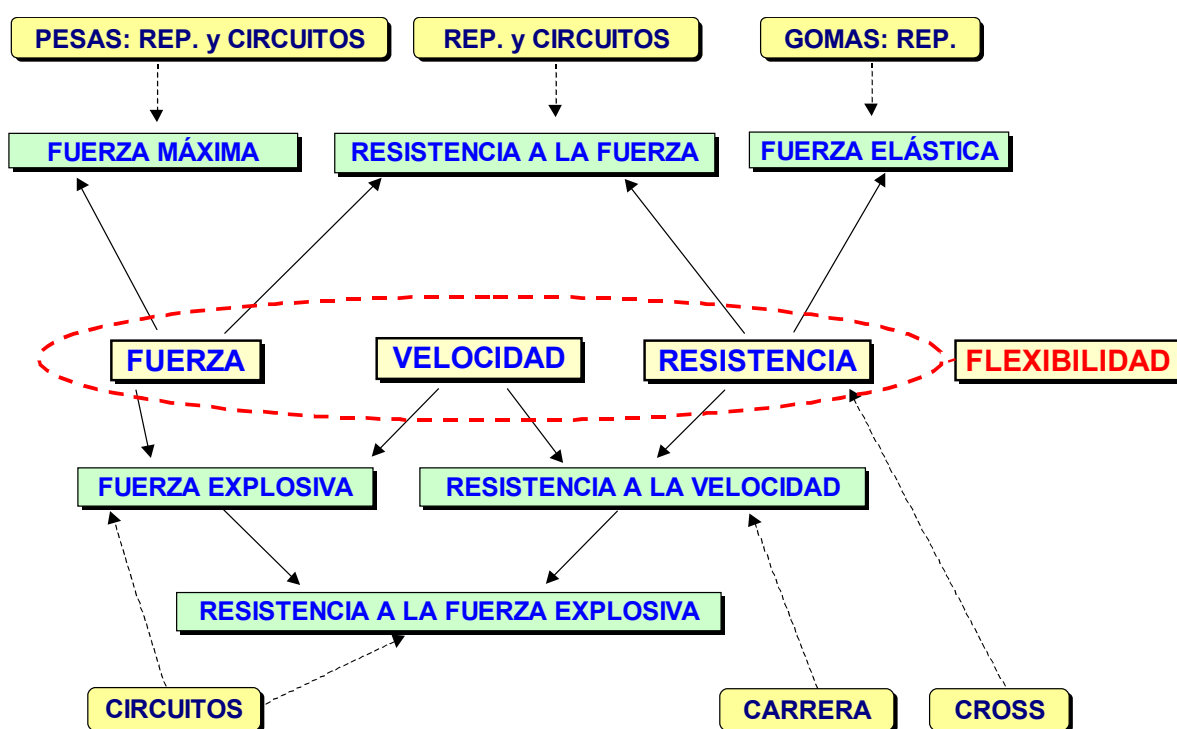 PESAS: REP. y CIRCUITOS
REP. y CIRCUITOS
GOMAS: REP.
FUERZA MÁXIMA
RESISTENCIA A LA FUERZA
FUERZA ELÁSTICA
FUERZA
VELOCIDAD
RESISTENCIA
FLEXIBILIDAD
FUERZA EXPLOSIVA
RESISTENCIA A LA VELOCIDAD
RESISTENCIA A LA FUERZA EXPLOSIVA
CIRCUITOS
CARRERA
CROSS